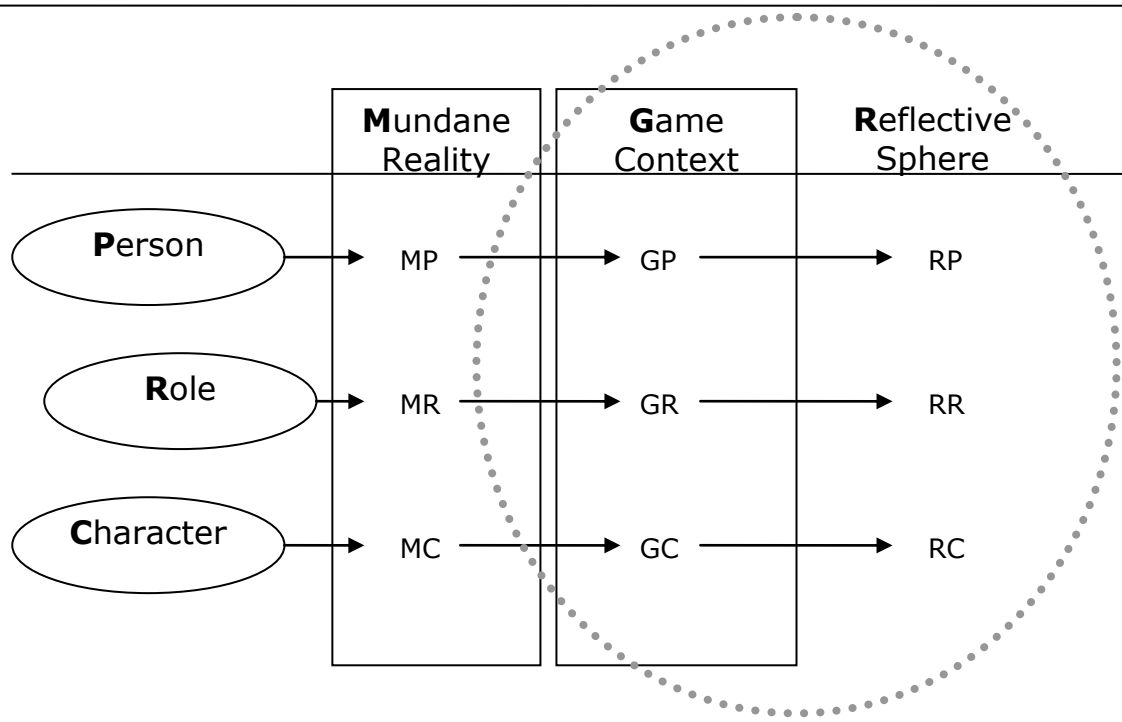 Mundane
Reality
Game
Context
Reflective
Sphere
Person
MP
GP
RP
Role
MR
GR
RR
Character
MC
GC
RC